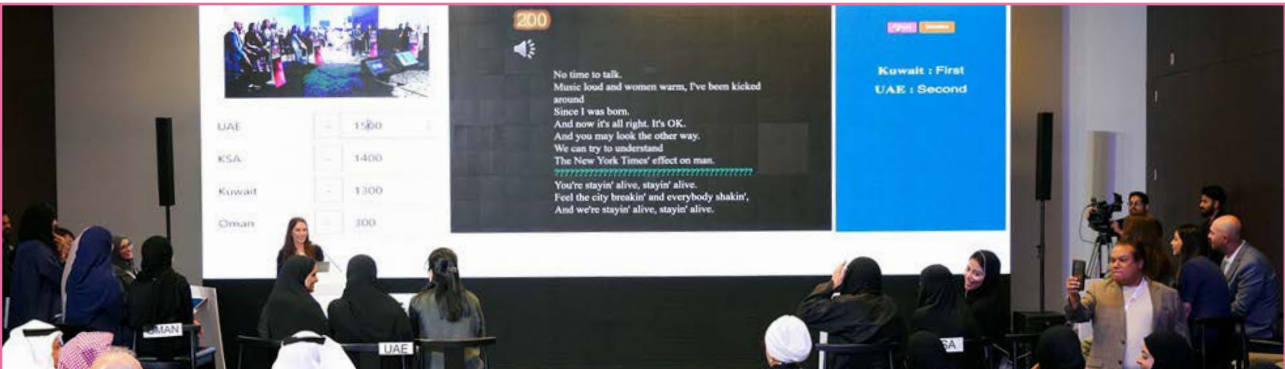 UAE - 1500
KSA - 1400
Kuwait - 1300
Oman - 300
200
No time to talk.
Music loud and women warm, I've been kicked
around
Since I was born.
And now it's all right. It's OK.
And you may look the other way.
We can try to understand
The New York Times' effect on man.
????????????????????????????????????
You're stayin' alive, stayin' alive.
Feel the city breakin' and everybody shakin',
And we're stayin' alive, stayin' alive.
Kuwait : First
UAE : Second
OMAN
UAE
SA